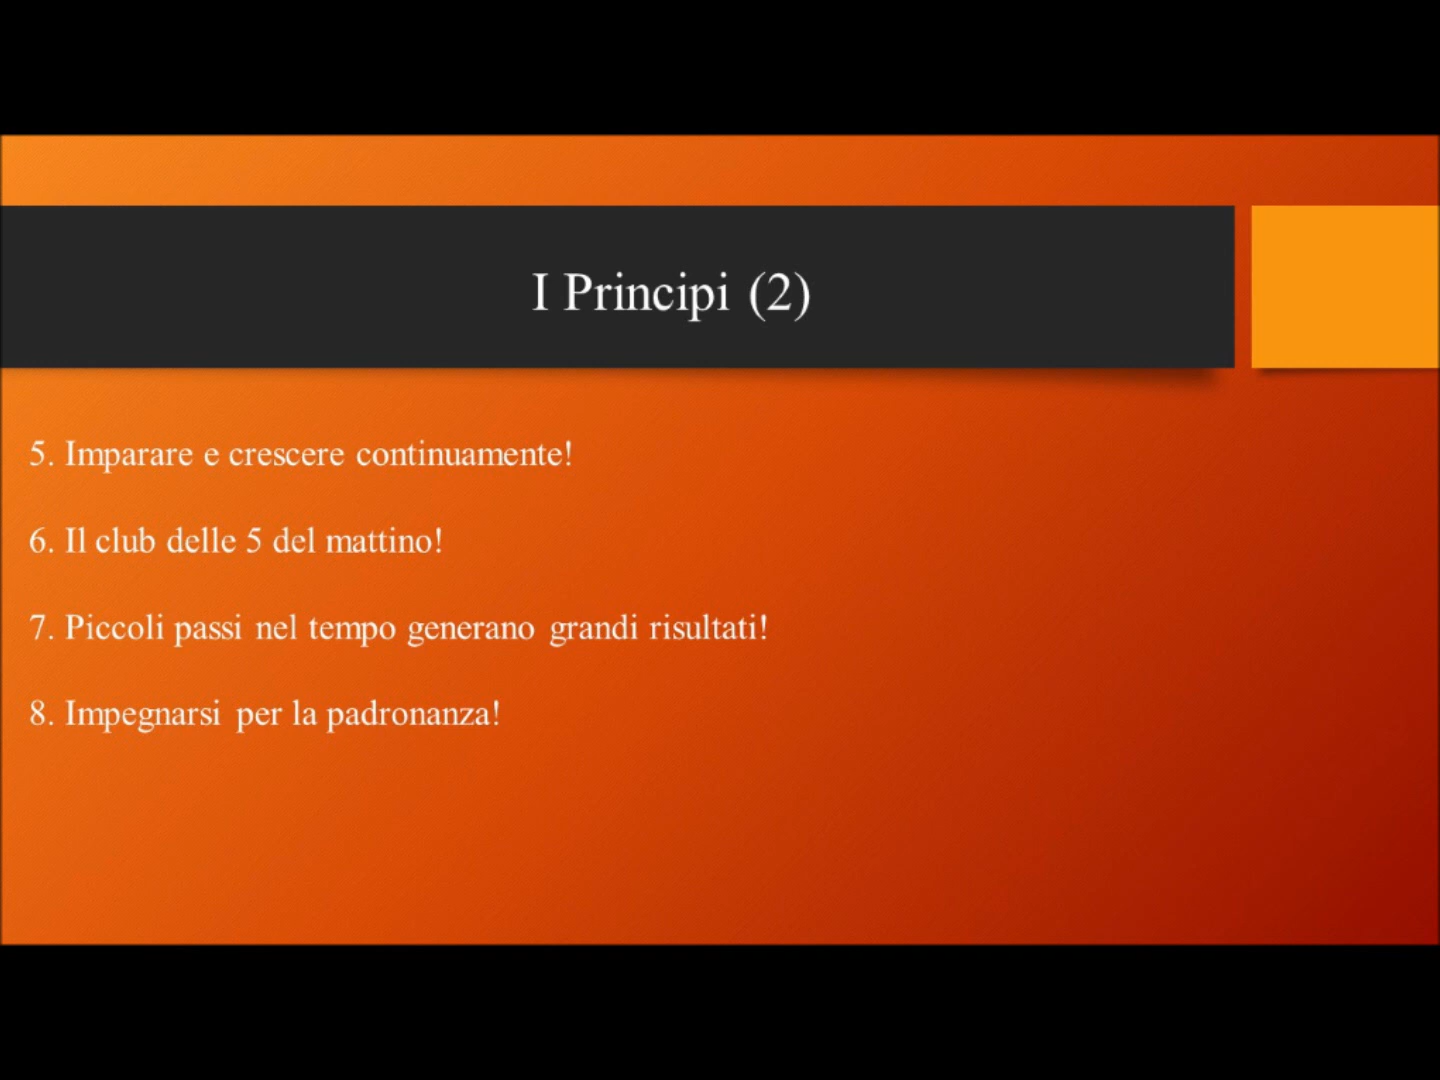 I Principi (2)
5. Imparare e crescere continuamente!
6. Il club delle 5 del mattino!
7. Piccoli passi nel tempo generano grandi risultati!
8. Impegnarsi per la padronanza!